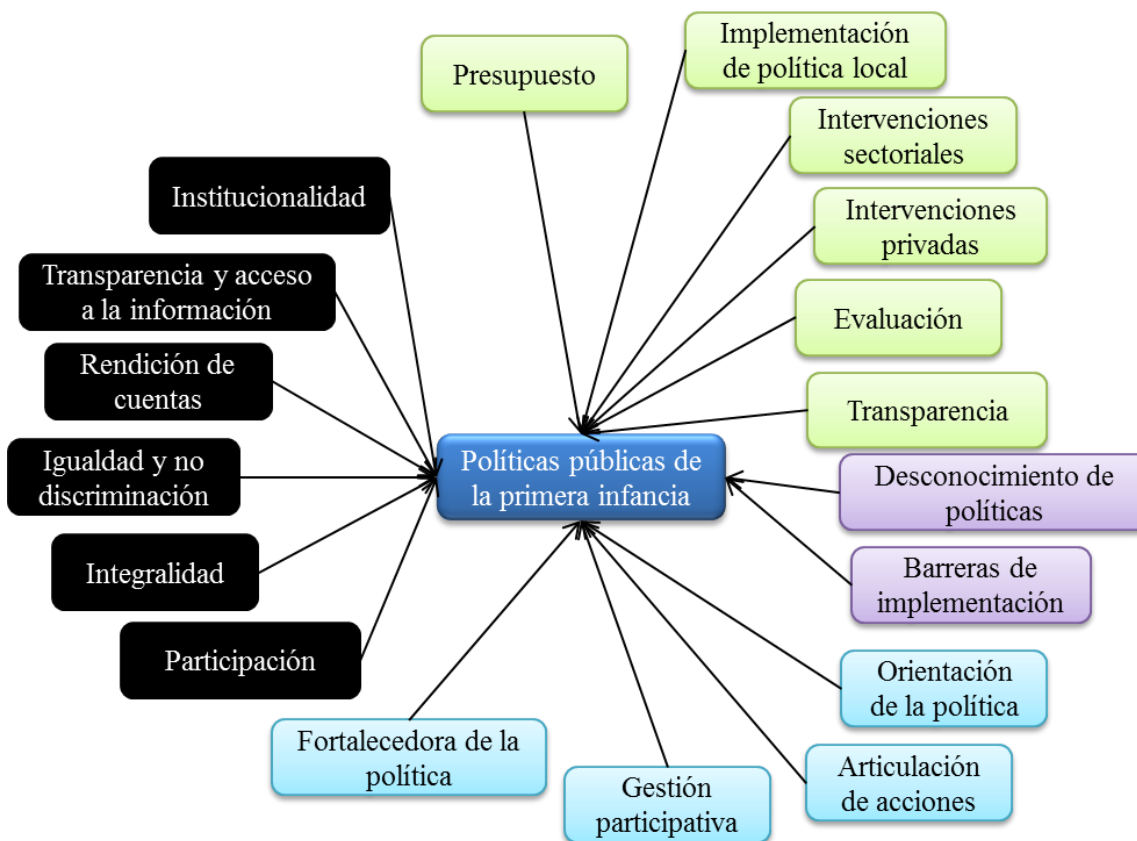 Presupuesto
Implementación
de política local
Intervenciones
sectoriales
Intervenciones
privadas
Evaluación
Transparencia
Institucionalidad
Transparencia y acceso
a la información
Rendición de
cuentas
Igualdad y no
discriminación
Integralidad
Participación
Políticas públicas de
la primera infancia
Desconocimiento de
políticas
Barreras de
implementación
Orientación
de la política
Articulación
de acciones
Gestión
participativa
Fortalecedora de la
política